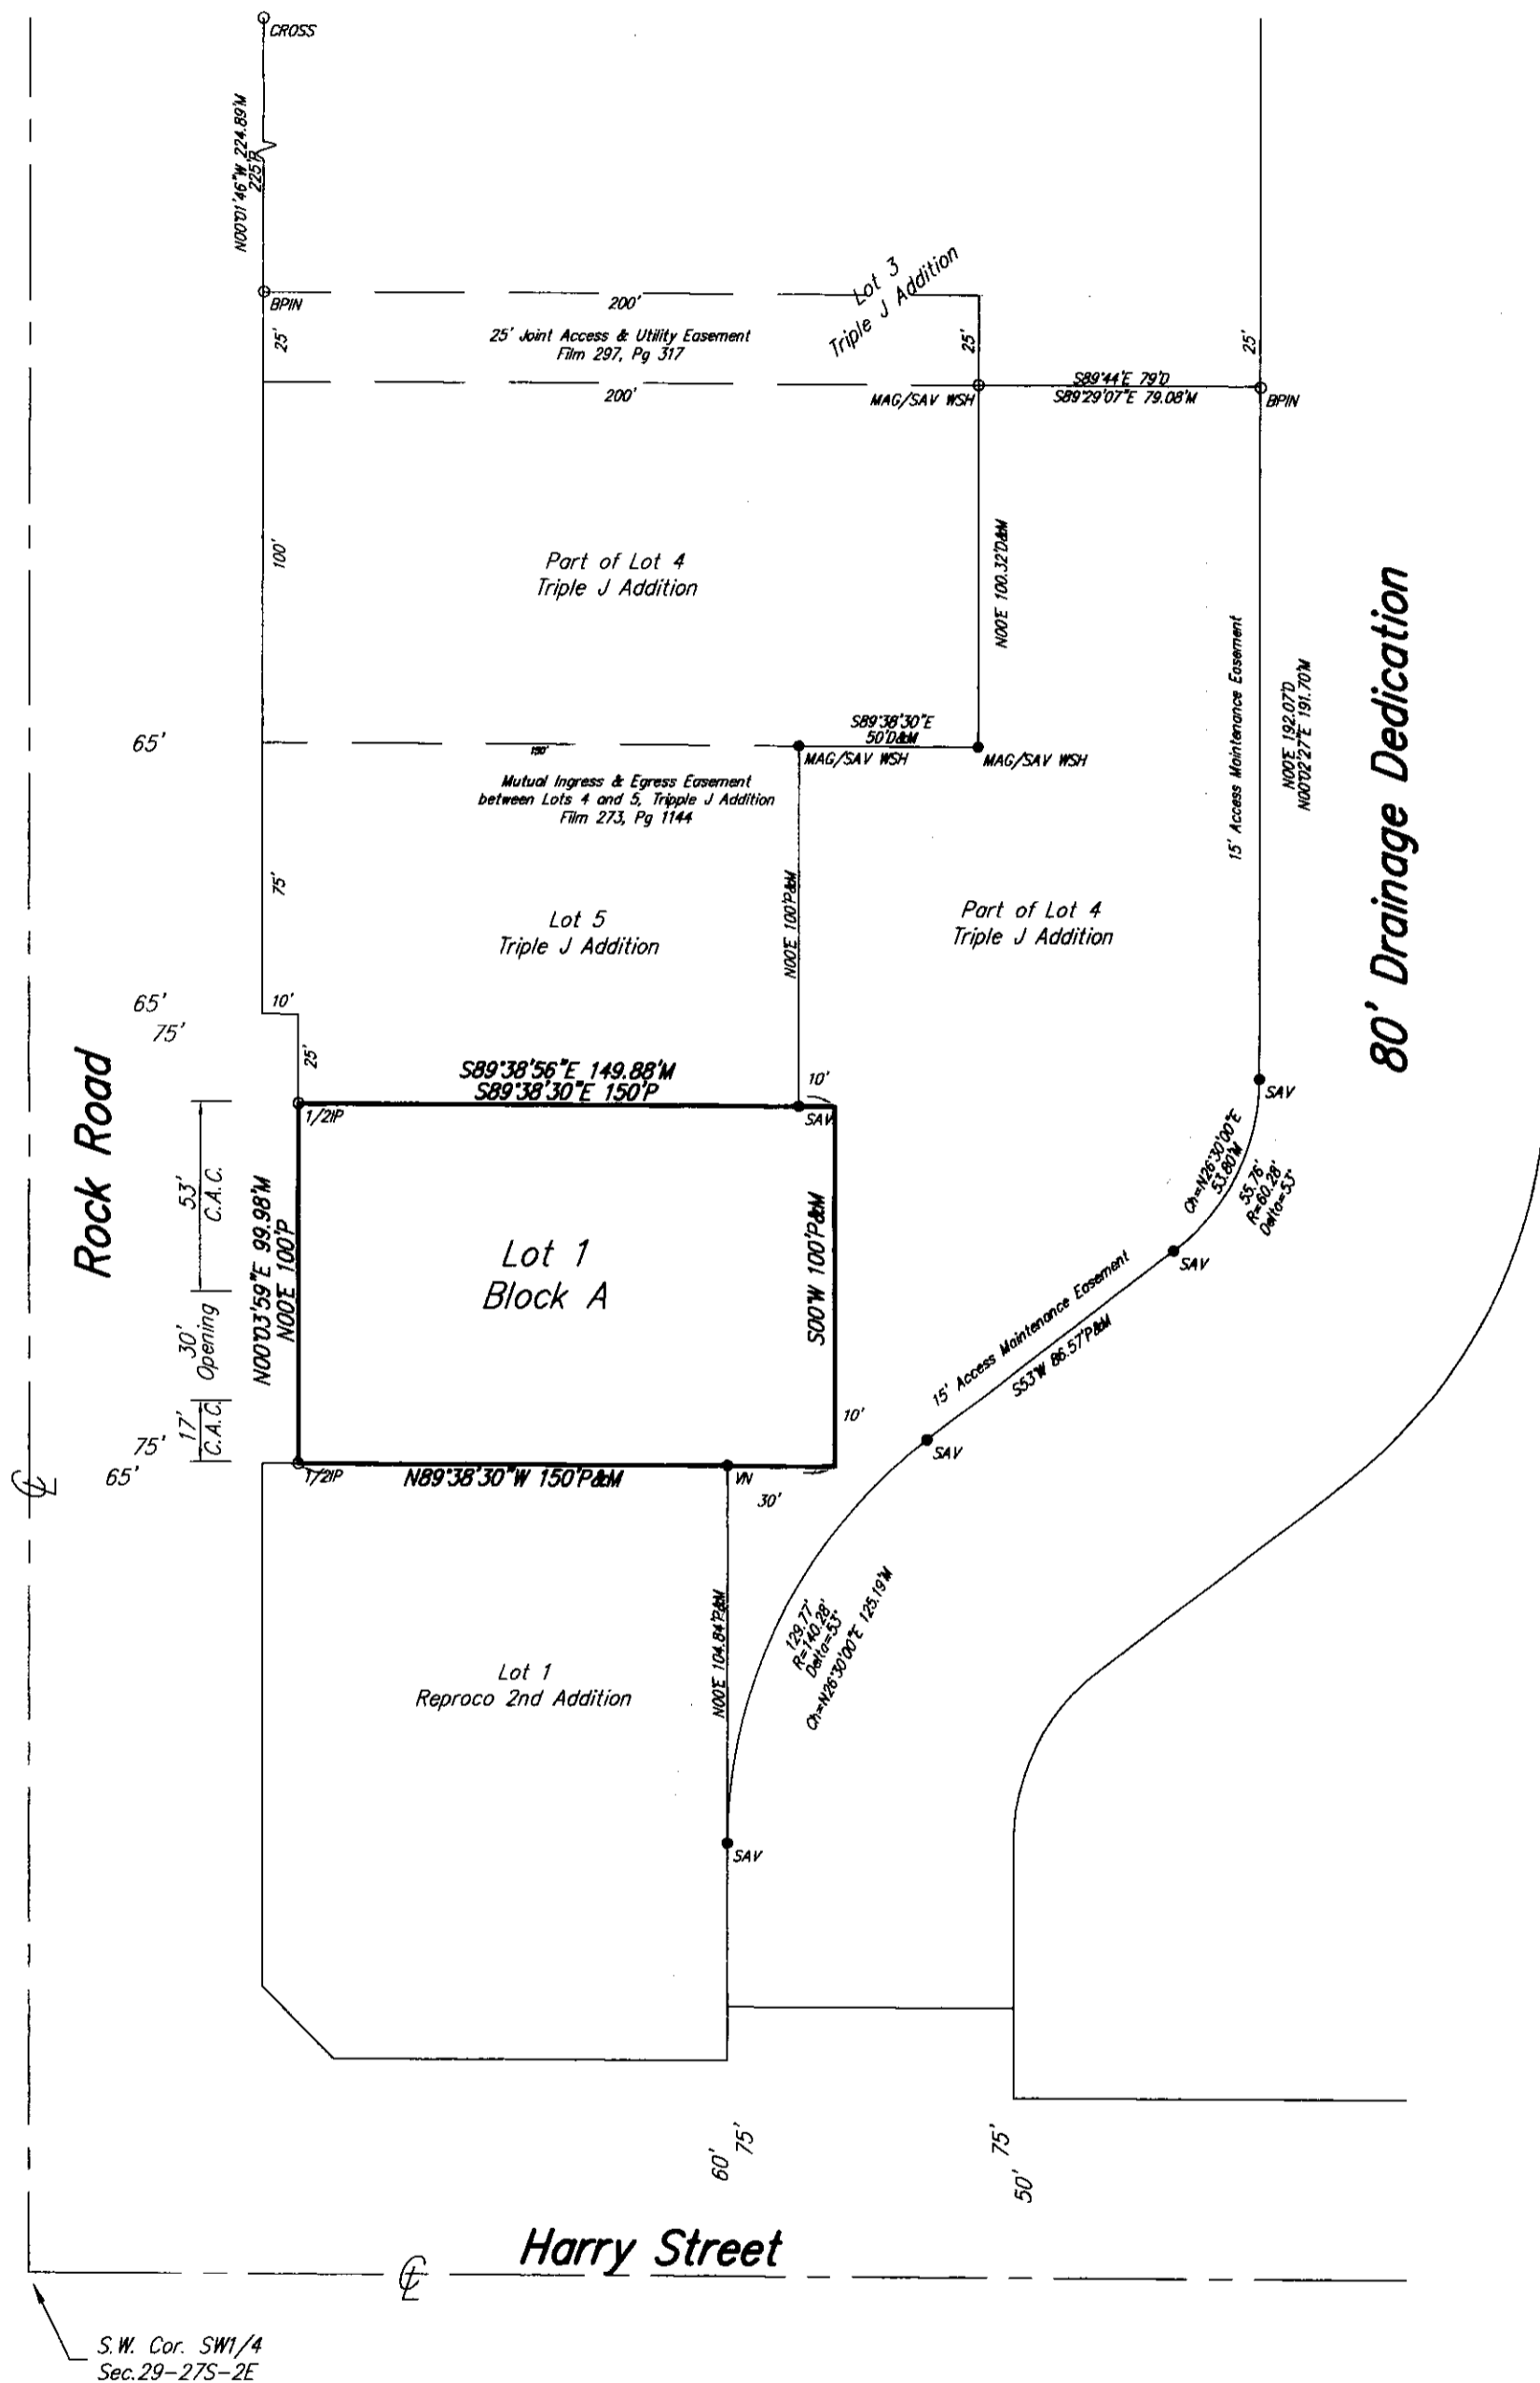 CROSS
N00°01'46"W 224.89'M
225'P
BPIN
200'
25'
25' Joint Access & Utility Easement
Film 297, Pg 317
Lot 3
Triple J Addition
25'
25'
200'
MAG/SAV WSH
S89°44'E 79'D
S89°29'07"E 79.08'M
BPIN
100'
Part of Lot 4
Triple J Addition
N00°E 100.32'D&M
15' Access Maintenance Easement
N00°E 192.07'D
N00°02'27"E 191.70'M
80' Drainage Dedication
65'
150'
S89°38'30"E
50'D&M
MAG/SAV WSH
MAG/SAV WSH
Mutual Ingress & Egress Easement
between Lots 4 and 5, Tripple J Addition
Film 273, Pg 1144
75'
Lot 5
Triple J Addition
N00°E 100'P&M
Part of Lot 4
Triple J Addition
65'
75'
10'
25'
Rock Road
S89°38'56"E 149.88'M
S89°38'30"E 150'P
10'
1/2IP
SAV
SAV
53'
C.A.C.
30'
Opening
17'
C.A.C.
N00°03'59"E 99.98'M
N00°E 100'P
Lot 1
Block A
S00°W 100'P&M
Ch=N26°30'00"E
53.80'M
55.76'
R=60.28'
Delta=53°
SAV
15' Access Maintenance Easement
S53°W 86.57'P&M
SAV
10'
75'
65'
1/2IP
N89°38'30"W 150'P&M
VN
30'
N00°E 104.84'P&M
129.77'
R=140.28'
Delta=53°
Ch=N26°30'00"E 125.19'M
Lot 1
Reproco 2nd Addition
SAV
60'
75'
75'
50'
Harry Street
S.W. Cor. SW1/4
Sec.29-27S-2E